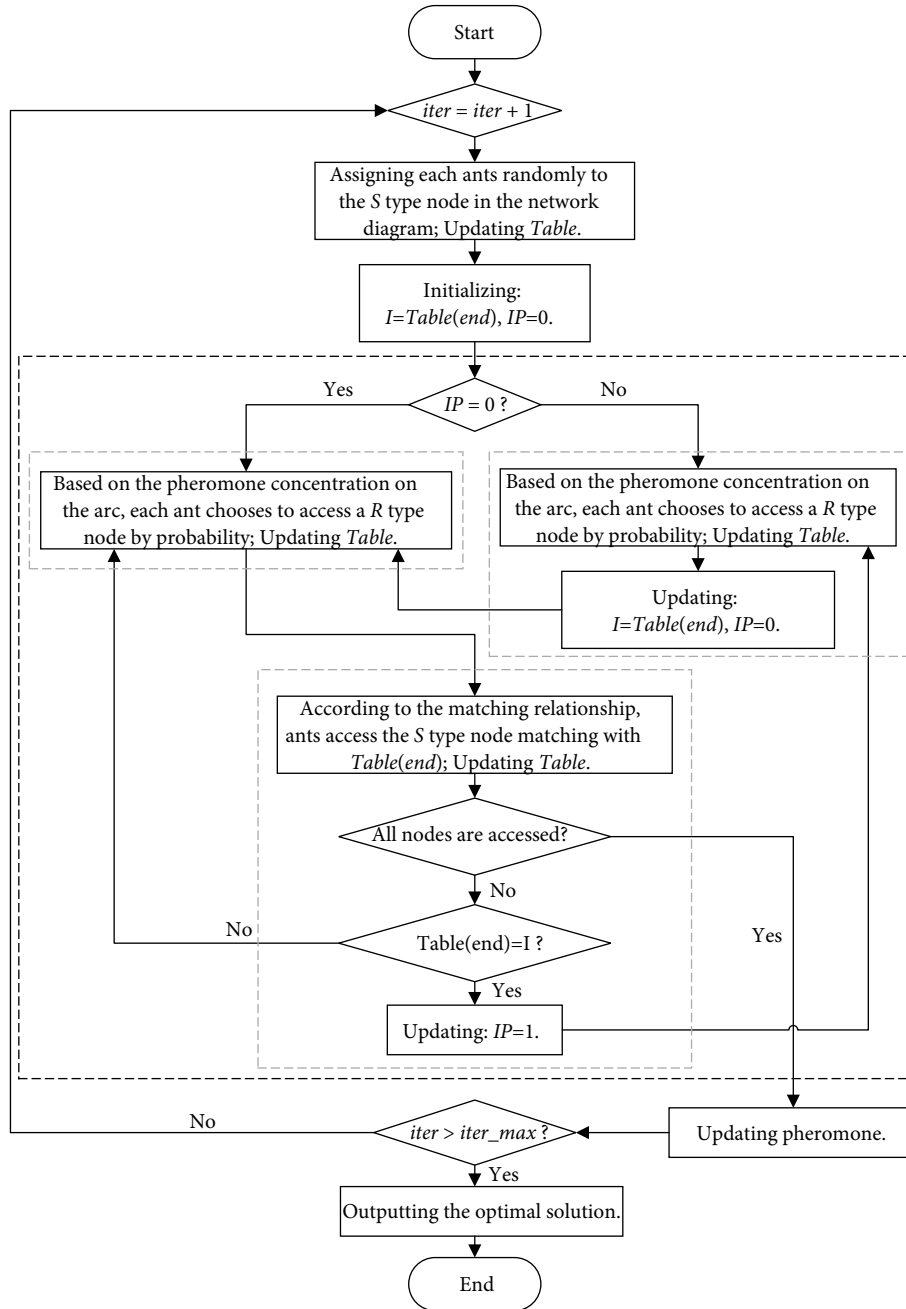 Start
iter = iter + 1
Assigning each ants randomly to
the S type node in the network
diagram; Updating Table.
Initializing:
I=Table(end), IP=0.
Yes
IP = 0 ?
No
Based on the pheromone concentration on
the arc, each ant chooses to access a R type
node by probability; Updating Table.
Based on the pheromone concentration on
the arc, each ant chooses to access a R type
node by probability; Updating Table.
Updating:
I=Table(end), IP=0.
According to the matching relationship,
ants access the S type node matching with
Table(end); Updating Table.
All nodes are accessed?
No
Yes
No
Table(end)=I ?
Yes
Updating: IP=1.
No
iter > iter_max ?
Updating pheromone.
Yes
Outputting the optimal solution.
End